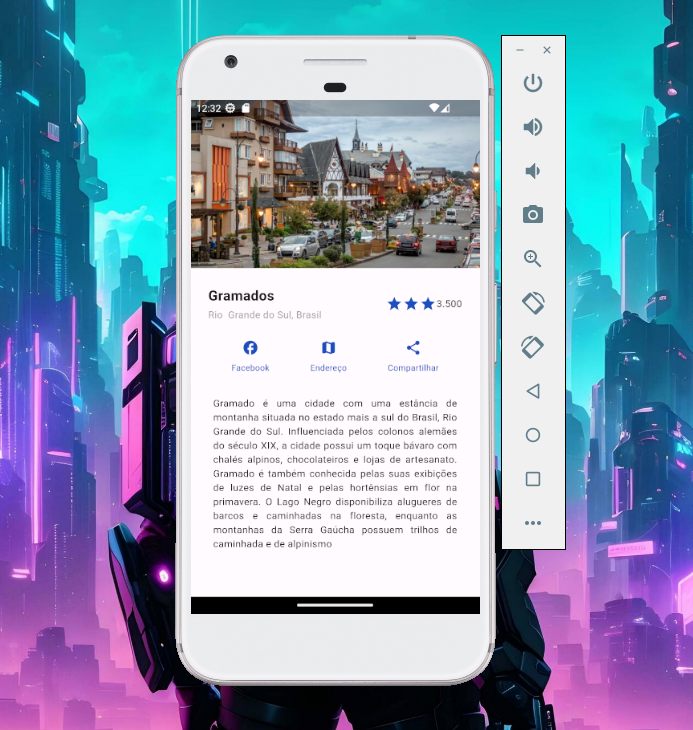 12:32
Gramados
Rio Grande do Sul, Brasil
3.500
Facebook
Endereço
Compartilhar
Gramado é uma cidade com uma estância de
montanha situada no estado mais a sul do Brasil, Rio
Grande do Sul. Influenciada pelos colonos alemães
do século XIX, a cidade possui um toque bávaro com
chalés alpinos, chocolateiros e lojas de artesanato.
Gramado é também conhecida pelas suas exibições
de luzes de Natal e pelas hortênsias em flor na
primavera. O Lago Negro disponibiliza alugueres de
barcos e caminhadas na floresta, enquanto as
montanhas da Serra Gaúcha possuem trilhos de
caminhada e de alpinismo